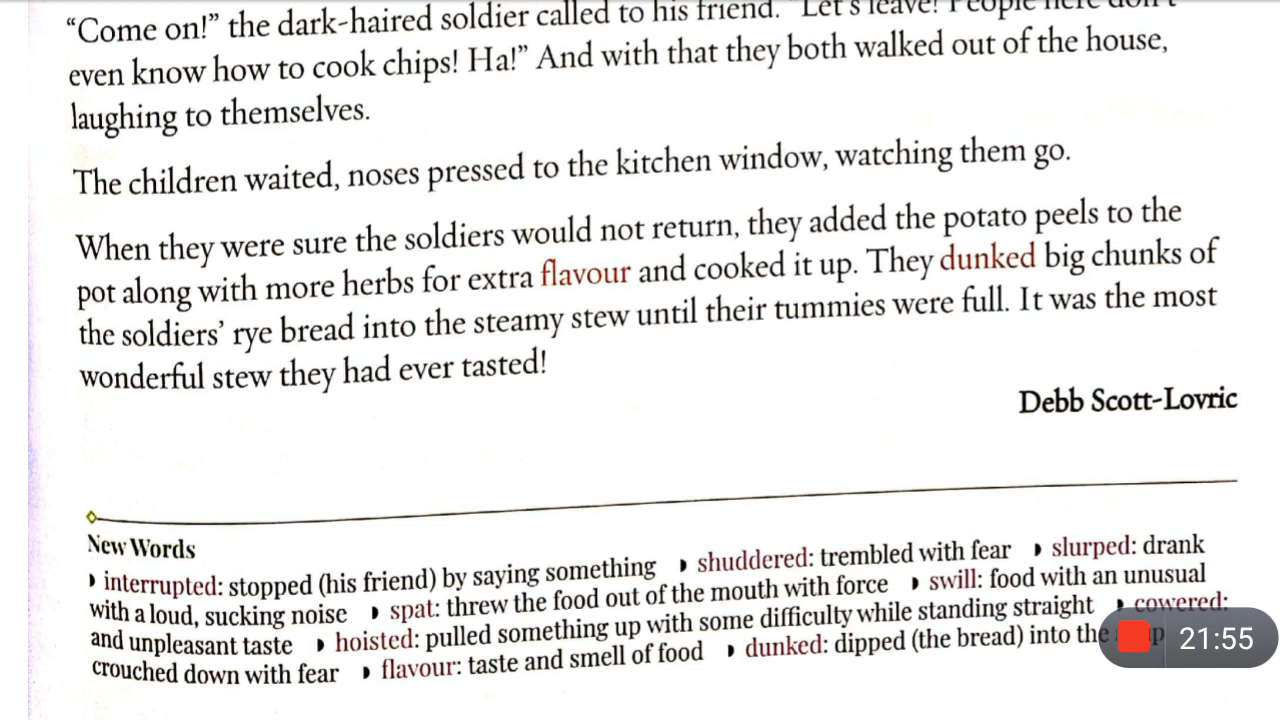 “Come on!” the dark-haired soldier called to his friend. “Let’s leave! People here don’t
even know how to cook chips! Ha!” And with that they both walked out of the house,
laughing to themselves.
The children waited, noses pressed to the kitchen window, watching them go.
When they were sure the soldiers would not return, they added the potato peels to the
pot along with more herbs for extra flavour and cooked it up. They dunked big chunks of
the soldiers’ rye bread into the steamy stew until their tummies were full. It was the most
wonderful stew they had ever tasted!
Debb Scott-Lovric
New Words
interrupted: stopped (his friend) by saying something shuddered: trembled with fear slurped: drank
with a loud, sucking noise spat: threw the food out of the mouth with force swill: food with an unusual
and unpleasant taste hoisted: pulled something up with some difficulty while standing straight cowered:
crouched down with fear flavour: taste and smell of food dunked: dipped (the bread) into the
21:55